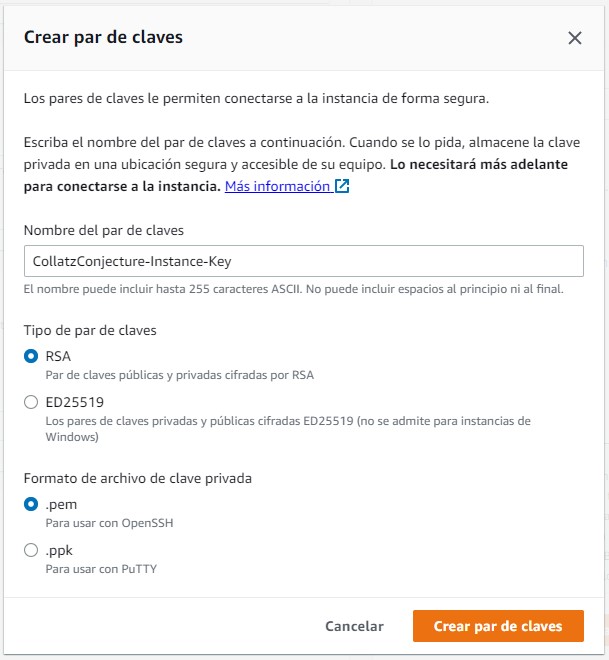 Crear par de claves
Los pares de claves le permiten conectarse a la instancia de forma segura.
Escriba el nombre del par de claves a continuación. Cuando se lo pida, almacene la clave
privada en una ubicación segura y accesible de su equipo. Lo necesitará más adelante
para conectarse a la instancia. Más información
Nombre del par de claves
CollatzConjecture-Instance-Key
El nombre puede incluir hasta 255 caracteres ASCII. No puede incluir espacios al principio ni al final.
Tipo de par de claves
RSA
Par de claves públicas y privadas cifradas por RSA
ED25519
Los pares de claves privadas y públicas cifradas ED25519 (no se admite para instancias de
Windows)
Formato de archivo de clave privada
.pem
Para usar con OpenSSH
.ppk
Para usar con PuTTY
Cancelar
Crear par de claves